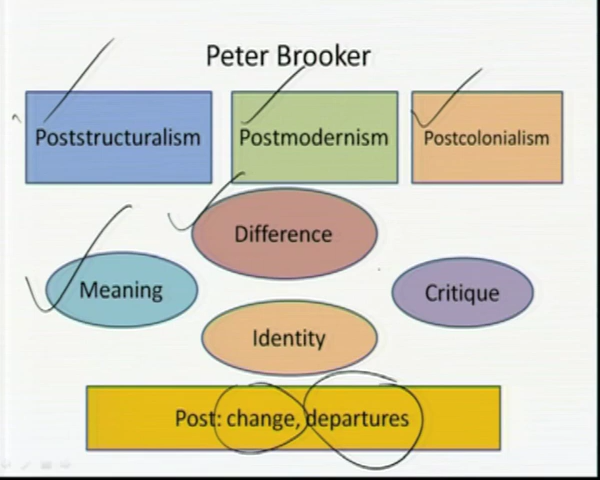 Peter Brooker
Poststructuralism
Postmodernism
Postcolonialism
Difference
Meaning
Critique
Identity
Post: change, departures